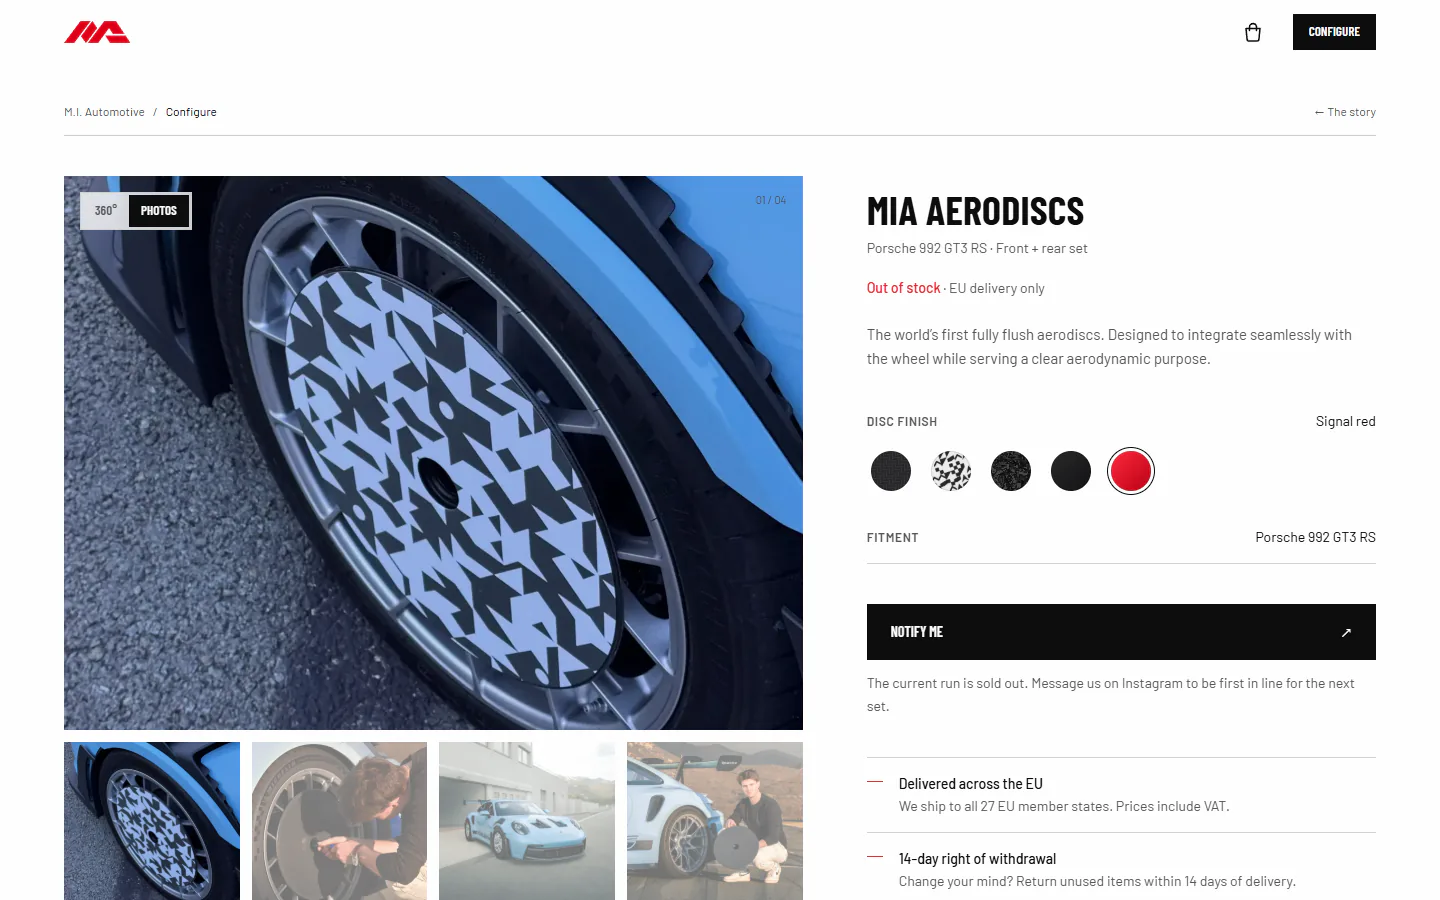 CONFIGURE
M.I. Automotive / Configure
← The story
360°
PHOTOS
01 / 04
MIA AERODISCS
Porsche 992 GT3 RS · Front + rear set
Out of stock · EU delivery only
The world's first fully flush aerodiscs. Designed to integrate seamlessly with
the wheel while serving a clear aerodynamic purpose.
DISC FINISH
Signal red
FITMENT
Porsche 992 GT3 RS
NOTIFY ME ↗
The current run is sold out. Message us on Instagram to be first in line for the next
set.
Delivered across the EU
We ship to all 27 EU member states. Prices include VAT.
14-day right of withdrawal
Change your mind? Return unused items within 14 days of delivery.